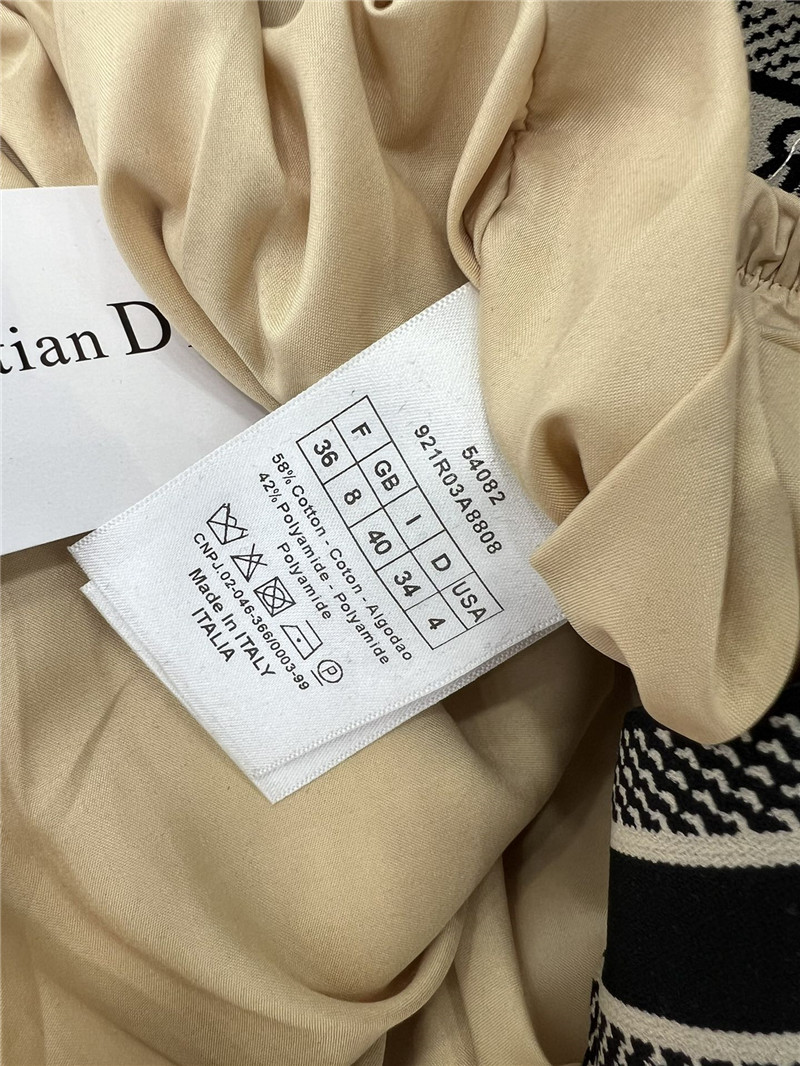 tian D
54082
921R03A8808
F GB I D USA
36 8 40 34 4
58% Cotton - Coton - Algodao
42% Polyamide - Polyamide
Polyamide
P
CNPJ.02-046-366/0003-99
Made In ITALY
ITALIA